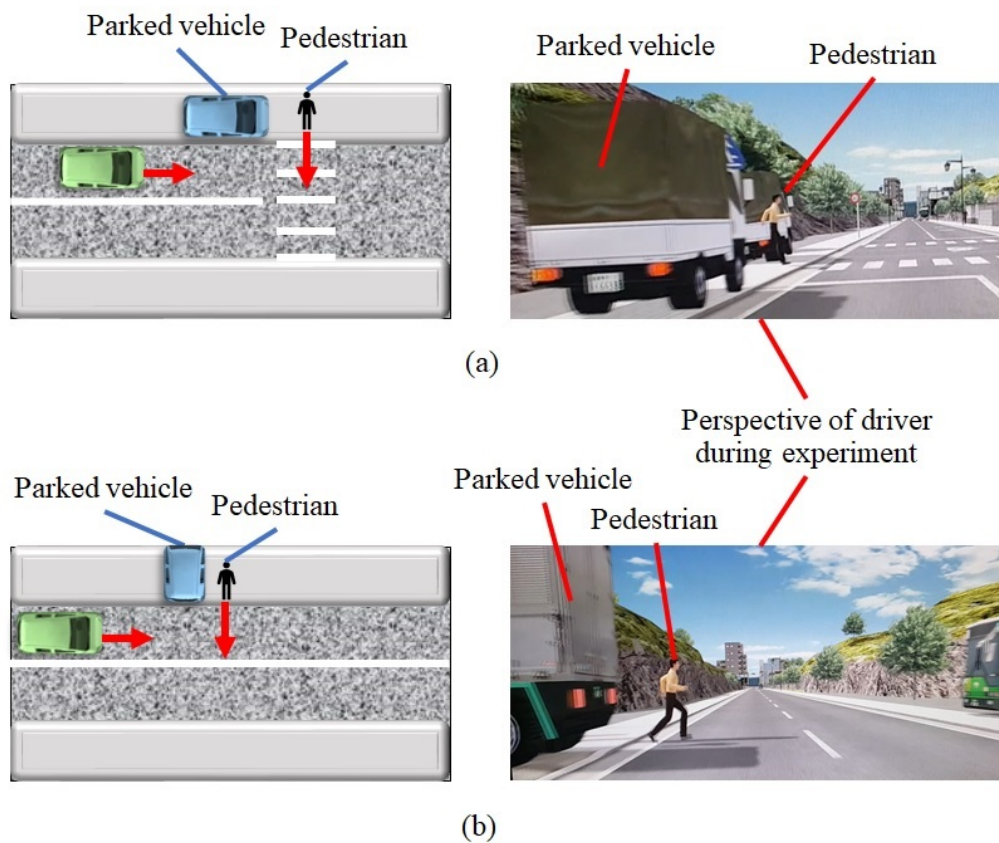 Parked vehicle
Pedestrian
Parked vehicle
Pedestrian
(a)
Perspective of driver
during experiment
Parked vehicle
Pedestrian
Parked vehicle
Pedestrian
(b)